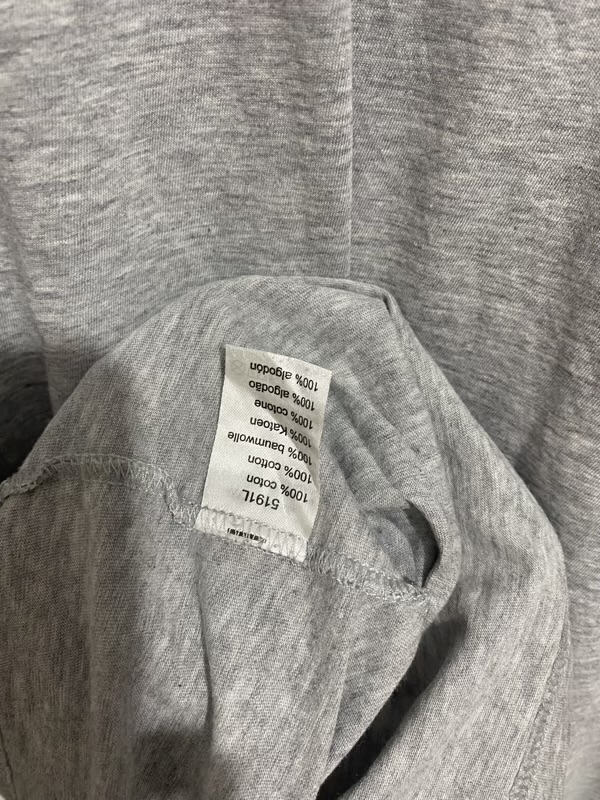 5191L
100% coton
100% cotton
100% baumwolle
100% Katoen
100% cotone
100% algodão
100% algodón